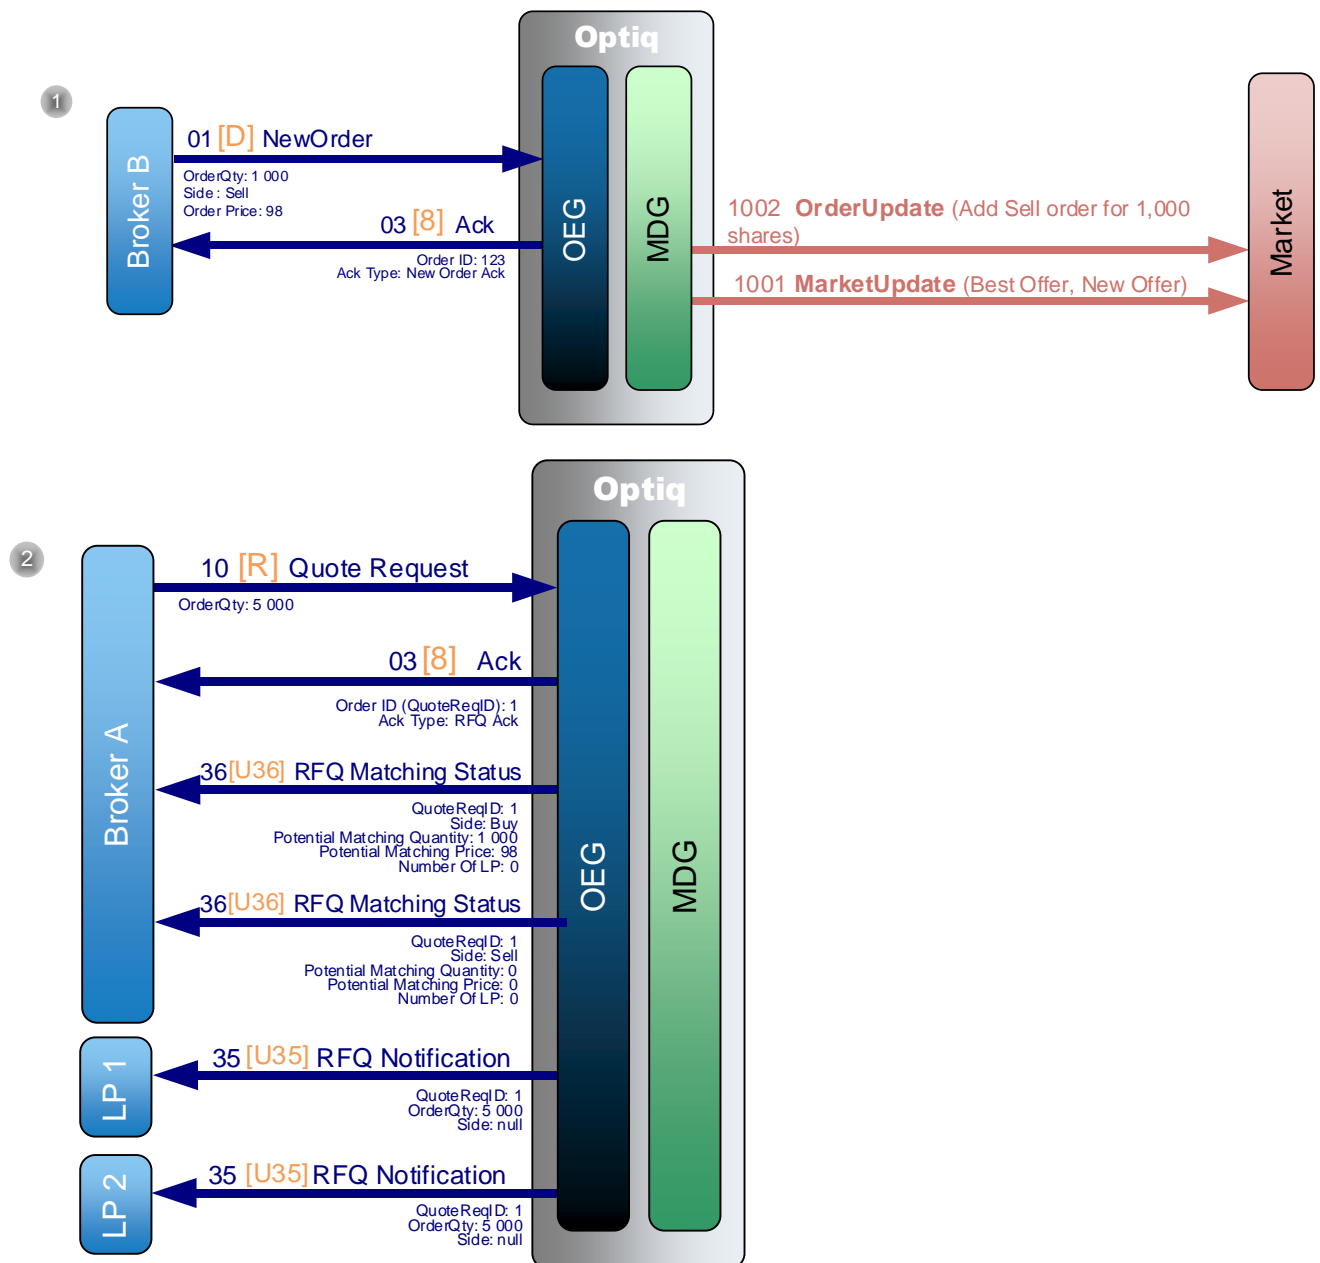 Optiq
1
01 [D] NewOrder
OrderQty: 1 000
Side : Sell
Order Price: 98
03 [8] Ack
Order ID: 123
Ack Type: New Order Ack
Broker B
OEG
MDG
1002 OrderUpdate (Add Sell order for 1,000
shares)
1001 MarketUpdate (Best Offer, New Offer)
Market
Optiq
2
10 [R] Quote Request
OrderQty: 5 000
03 [8] Ack
Order ID (QuoteReqID): 1
Ack Type: RFQ Ack
36 [U36] RFQ Matching Status
QuoteReqID: 1
Side: Buy
Potential Matching Quantity: 1 000
Potential Matching Price: 98
Number Of LP: 0
36 [U36] RFQ Matching Status
QuoteReqID: 1
Side: Sell
Potential Matching Quantity: 0
Potential Matching Price: 0
Number Of LP: 0
Broker A
OEG
MDG
35 [U35] RFQ Notification
QuoteReqID: 1
OrderQty: 5 000
Side: null
LP 1
35 [U35] RFQ Notification
QuoteReqID: 1
OrderQty: 5 000
Side: null
LP 2